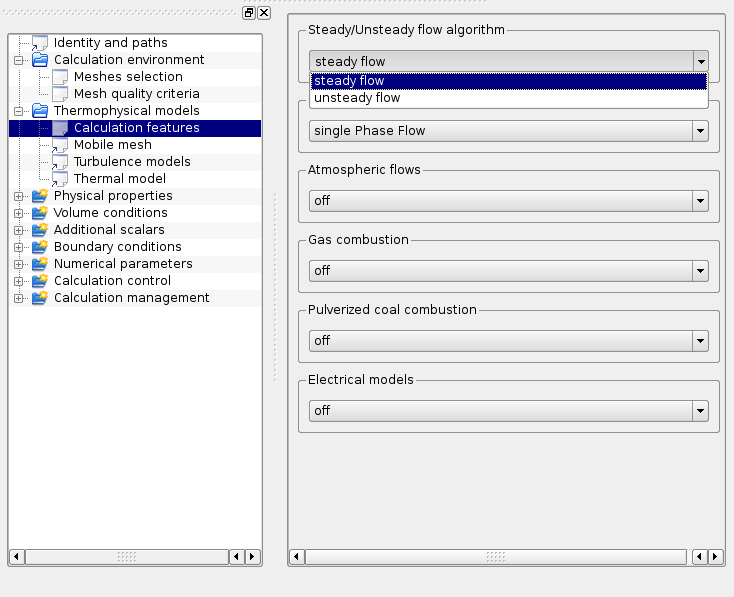 Identity and paths
Calculation environment
Meshes selection
Mesh quality criteria
Thermophysical models
Calculation features
Mobile mesh
Turbulence models
Thermal model
Physical properties
Volume conditions
Additional scalars
Boundary conditions
Numerical parameters
Calculation control
Calculation management
Steady/Unsteady flow algorithm
steady flow
steady flow
unsteady flow
single Phase Flow
Atmospheric flows
off
Gas combustion
off
Pulverized coal combustion
off
Electrical models
off